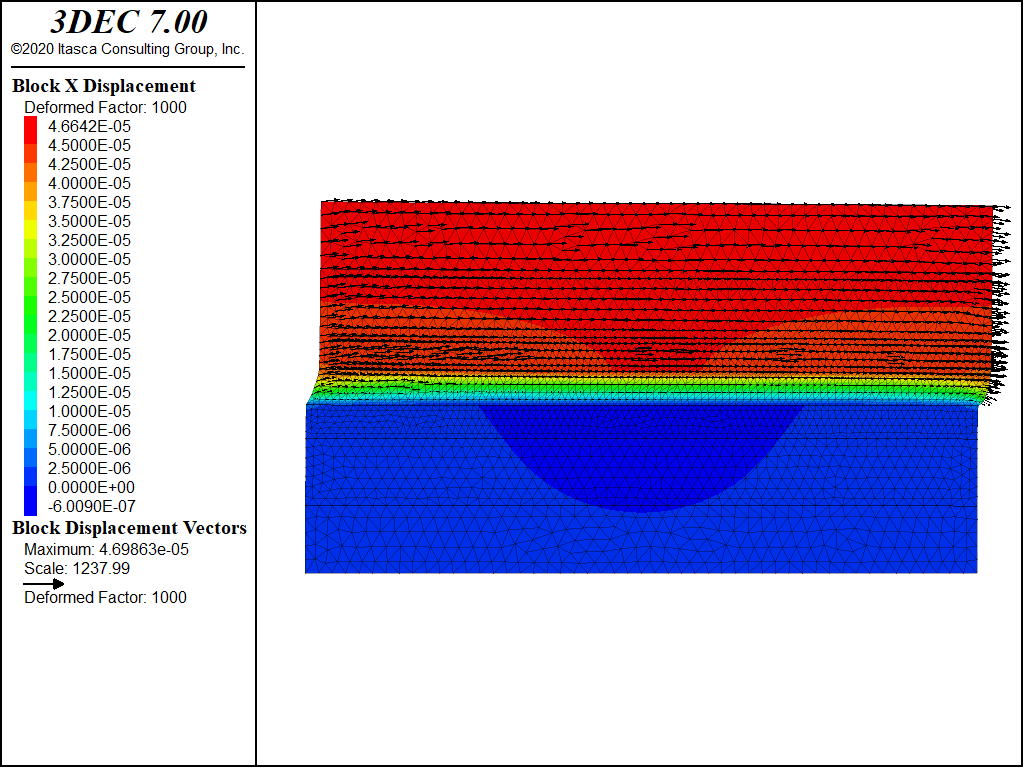 3DEC 7.00
©2020 Itasca Consulting Group, Inc.
Block X Displacement
Deformed Factor: 1000
4.6642E-05
4.5000E-05
4.2500E-05
4.0000E-05
3.7500E-05
3.5000E-05
3.2500E-05
3.0000E-05
2.7500E-05
2.5000E-05
2.2500E-05
2.0000E-05
1.7500E-05
1.5000E-05
1.2500E-05
1.0000E-05
7.5000E-06
5.0000E-06
2.5000E-06
0.0000E+00
-6.0090E-07
Block Displacement Vectors
Maximum: 4.69863e-05
Scale: 1237.99
Deformed Factor: 1000